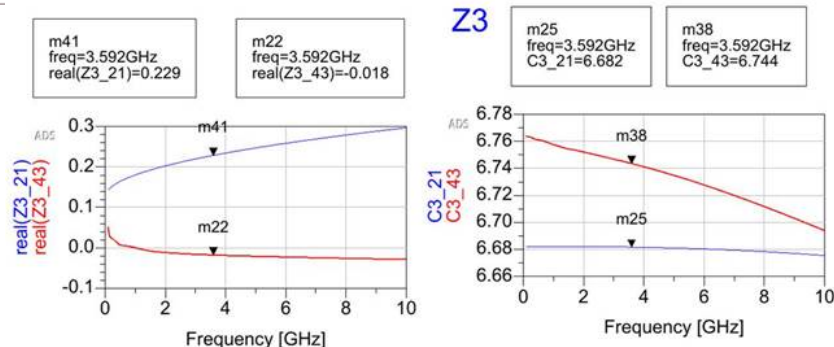 Z3
m41
freq=3.592GHz
real(Z3_21)=0.229
m22
freq=3.592GHz
real(Z3_43)=-0.018
m25
freq=3.592GHz
C3_21=6.682
m38
freq=3.592GHz
C3_43=6.744
ADS
real(Z3_21)
real(Z3_43)
0.3
0.2
0.1
0.0
-0.1
m41
m22
0
2
4
6
8
10
Frequency [GHz]
ADS
C3_21
C3_43
6.78
6.76
6.74
6.72
6.70
6.68
6.66
m38
m25
0
2
4
6
8
10
Frequency [GHz]